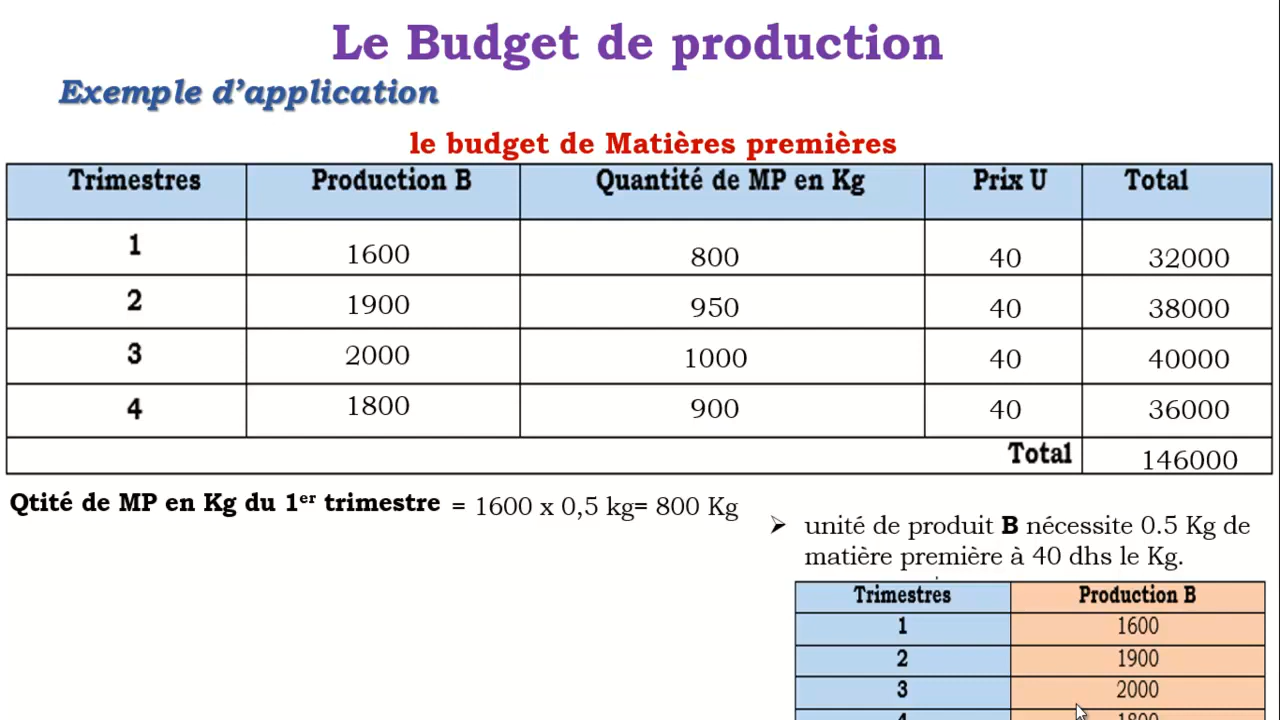 Le Budget de production
Exemple d'application
le budget de Matières premières
Trimestres Production B Quantité de MP en Kg Prix U Total
1 1600 800 40 32000
2 1900 950 40 38000
3 2000 1000 40 40000
4 1800 900 40 36000
Total 146000
Qtité de MP en Kg du 1er trimestre = 1600 x 0,5 kg= 800 Kg
➢ unité de produit B nécessite 0.5 Kg de
matière première à 40 dhs le Kg.
Trimestres Production B
1 1600
2 1900
3 2000
4 1800